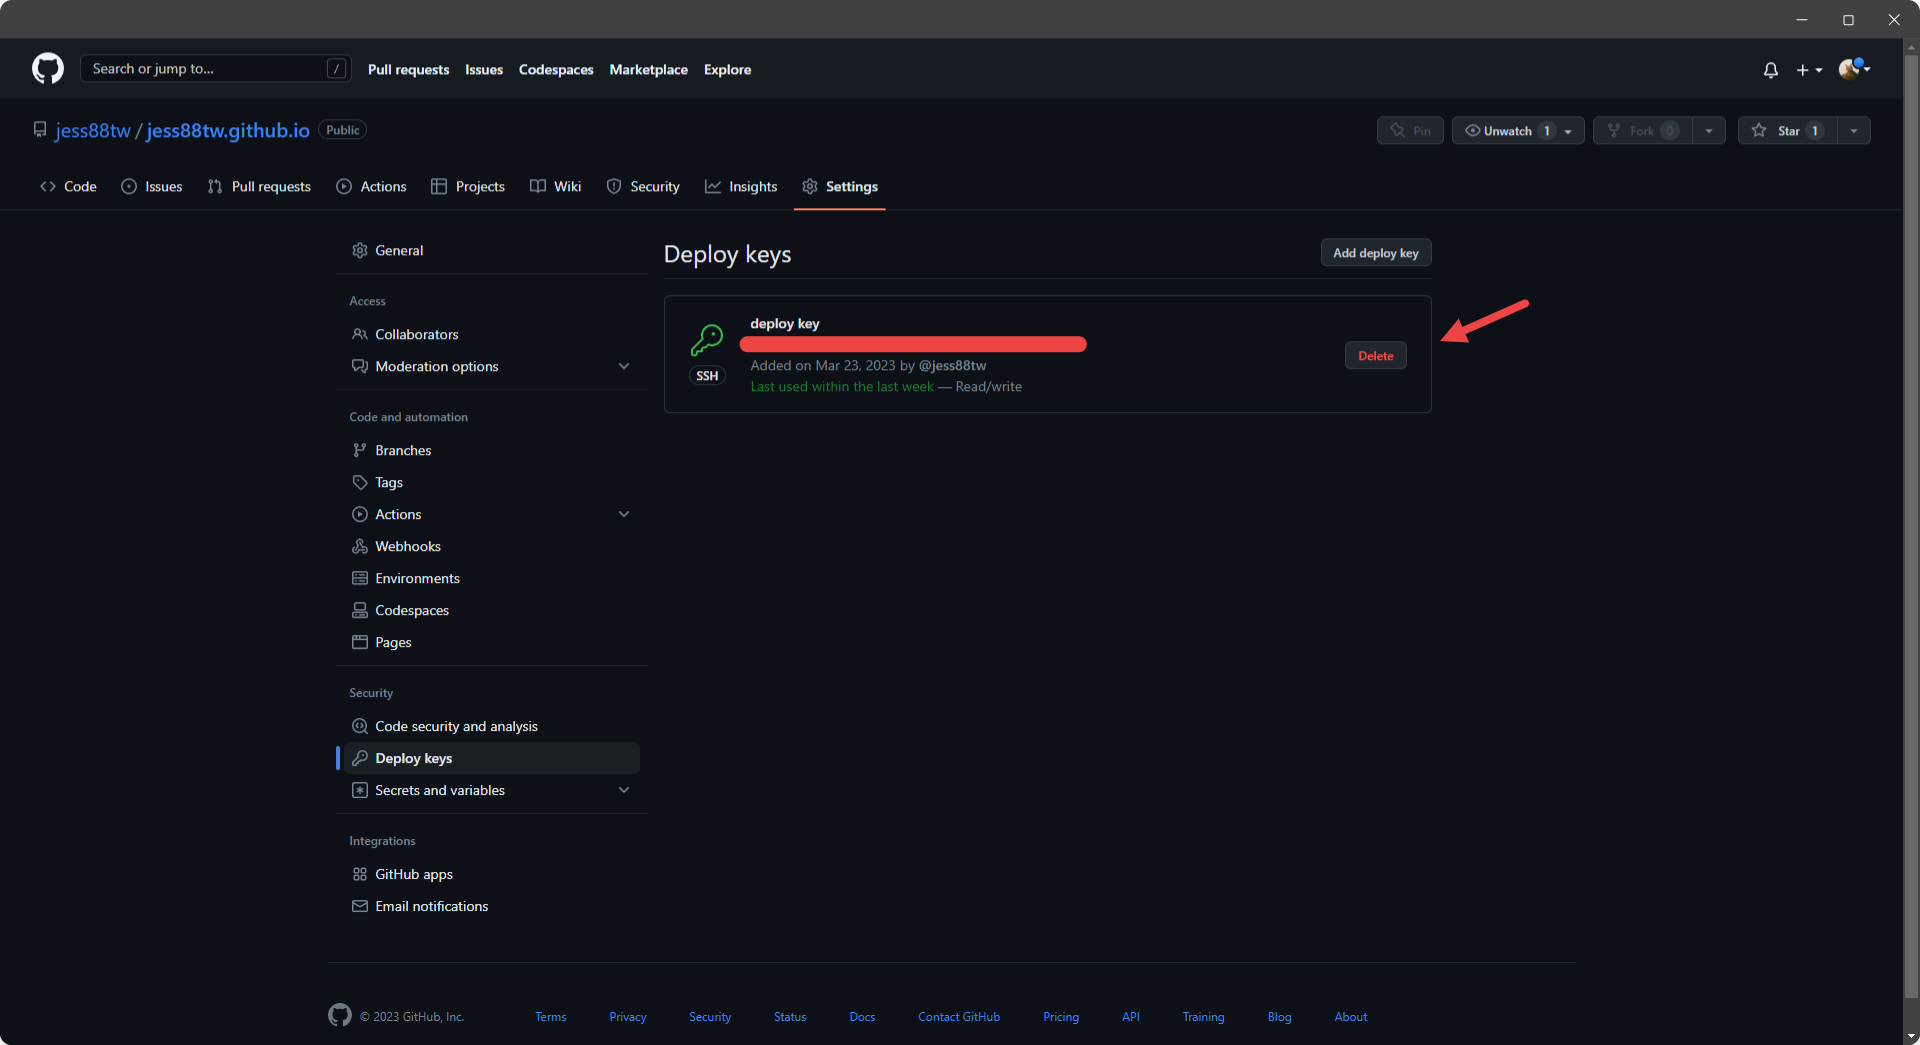 Search or jump to... /
Pull requests Issues Codespaces Marketplace Explore
jess88tw / jess88tw.github.io Public
Pin Unwatch 1 Fork 0 Star 1
Code Issues Pull requests Actions Projects Wiki Security Insights Settings
General
Access
Collaborators
Moderation options
Code and automation
Branches
Tags
Actions
Webhooks
Environments
Codespaces
Pages
Security
Code security and analysis
Deploy keys
Secrets and variables
Integrations
GitHub apps
Email notifications
Deploy keys
Add deploy key
deploy key
SSH
Added on Mar 23, 2023 by @jess88tw
Last used within the last week — Read/write
Delete
© 2023 GitHub, Inc. Terms Privacy Security Status Docs Contact GitHub Pricing API Training Blog About